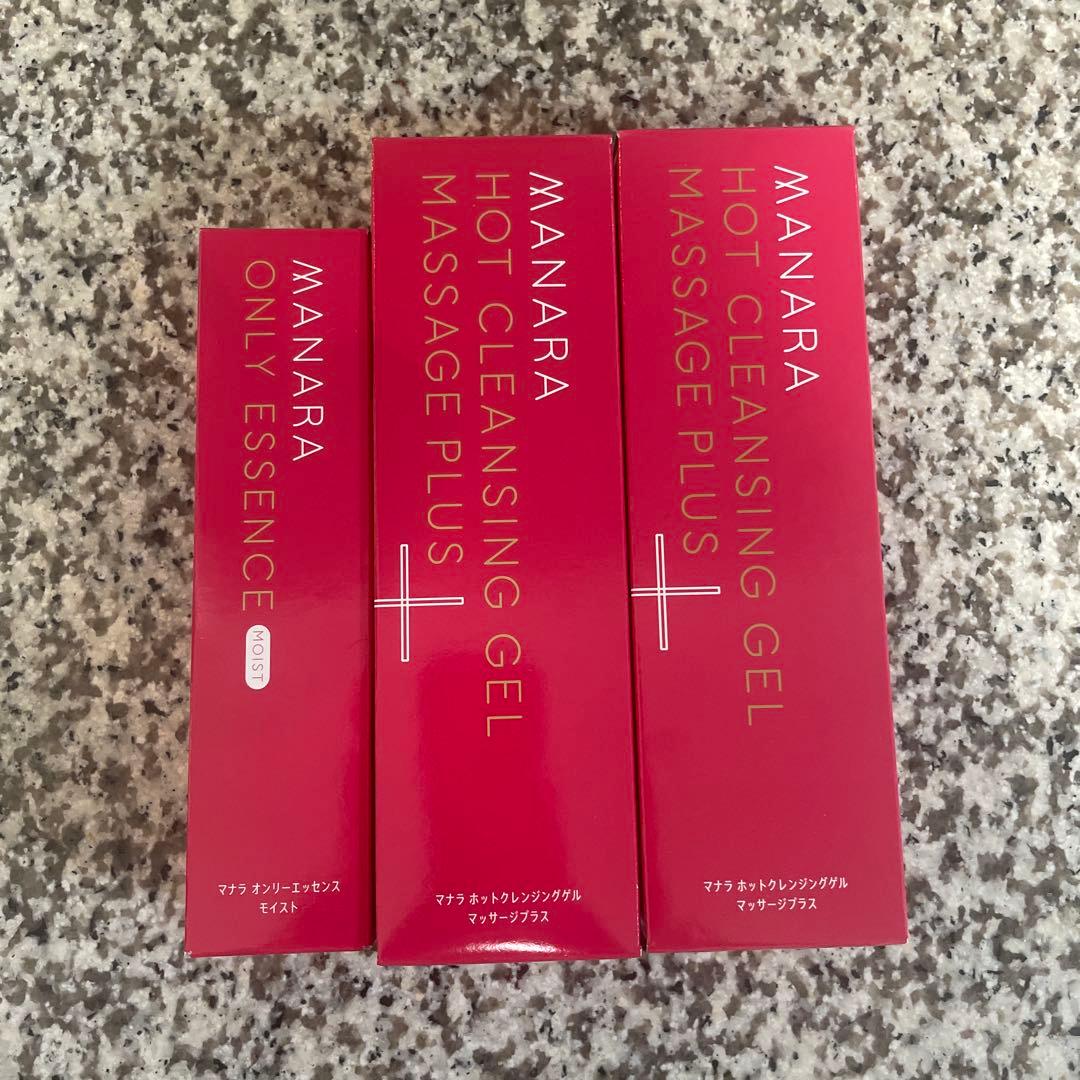 MANARA
ONLY ESSENCE
MOIST
マナラ オンリーエッセンス
モイスト
MANARA
HOT CLEANSING GEL
MASSAGE PLUS
マナラ ホットクレンジングゲル
マッサージプラス
MANARA
HOT CLEANSING GEL
MASSAGE PLUS
マナラ ホットクレンジングゲル
マッサージプラス